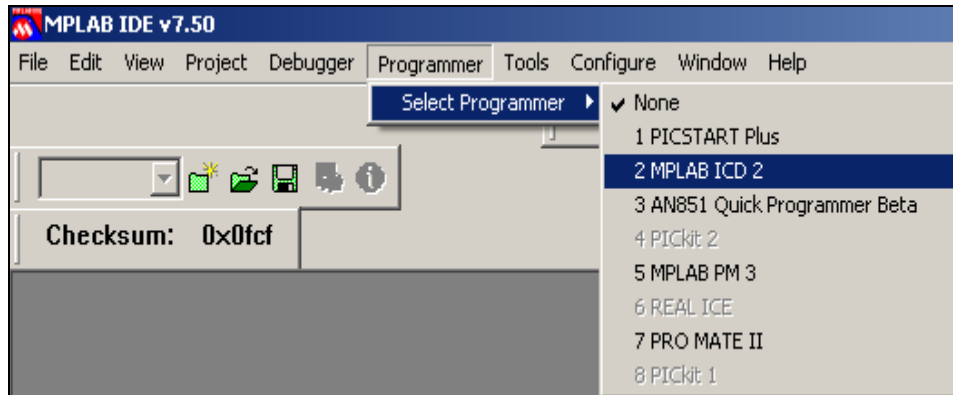 MPLAB IDE v7.50
File Edit View Project Debugger Programmer Tools Configure Window Help
Select Programmer
None
1 PICSTART Plus
2 MPLAB ICD 2
3 AN851 Quick Programmer Beta
4 PICkit 2
5 MPLAB PM 3
6 REAL ICE
7 PRO MATE II
8 PICkit 1
Checksum: 0x0fcf